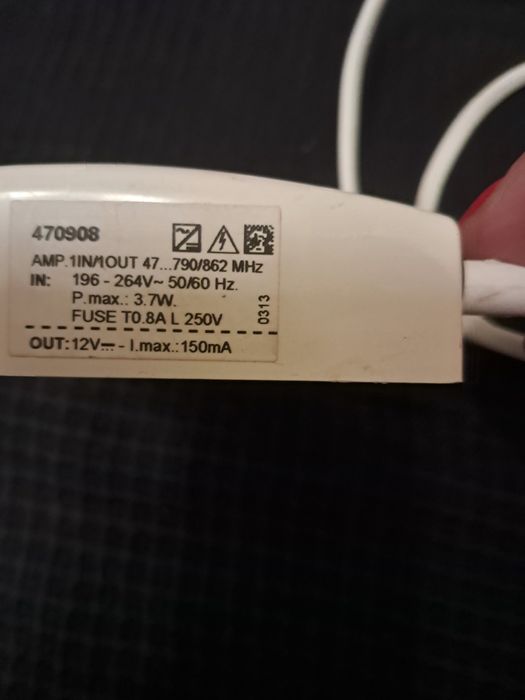 470908
AMP.1IN/1OUT 47...790/862 MHz
IN: 196 - 264V~ 50/60 Hz.
P.max.: 3.7W.
FUSE T0.8A L 250V
0313
OUT:12V⎓ - I.max.:150mA